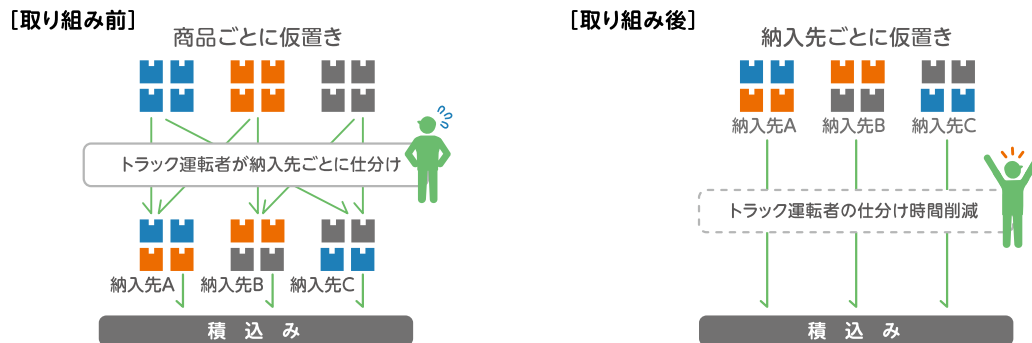 [取り組み前]
商品ごとに仮置き
トラック運転者が納入先ごとに仕分け
納入先A 納入先B 納入先C
積 込 み
[取り組み後]
納入先ごとに仮置き
納入先A 納入先B 納入先C
トラック運転者の仕分け時間削減
積 込 み